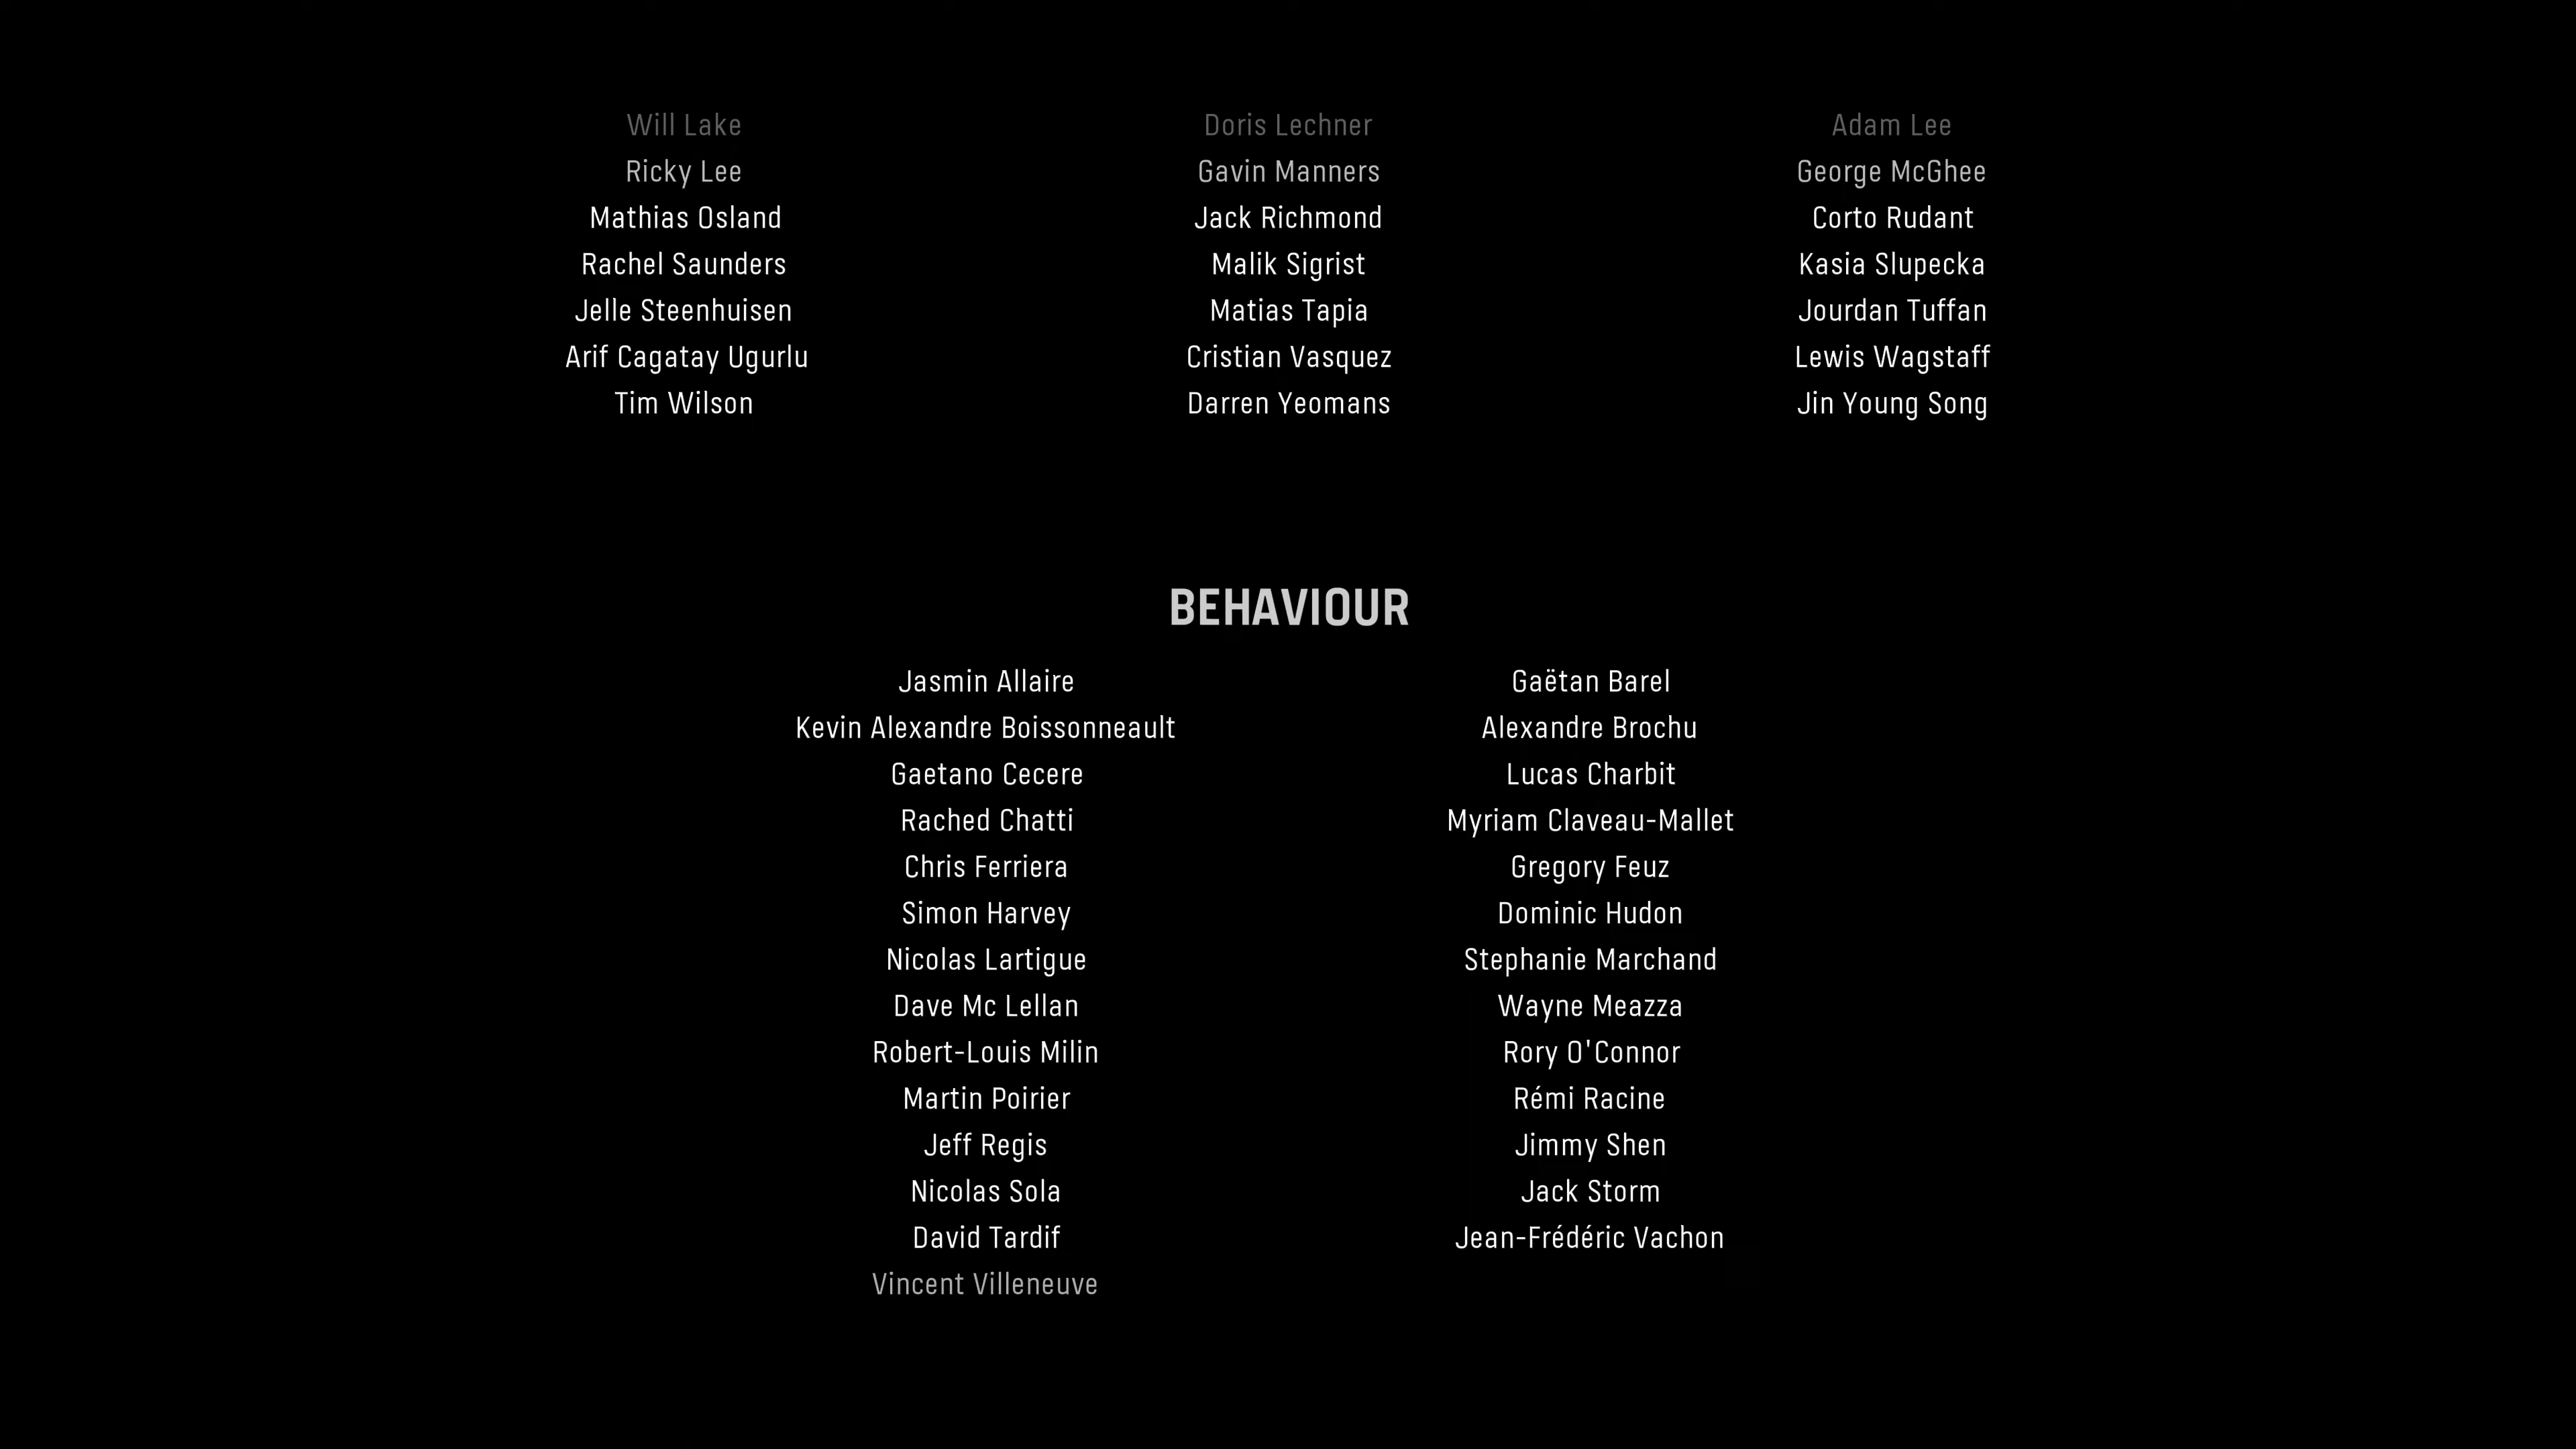 Will Lake Doris Lechner Adam Lee
Ricky Lee Gavin Manners George McGhee
Mathias Osland Jack Richmond Corto Rudant
Rachel Saunders Malik Sigrist Kasia Slupecka
Jelle Steenhuisen Matias Tapia Jourdan Tuffan
Arif Cagatay Ugurlu Cristian Vasquez Lewis Wagstaff
Tim Wilson Darren Yeomans Jin Young Song
BEHAVIOUR
Jasmin Allaire Gaëtan Barel
Kevin Alexandre Boissonneault Alexandre Brochu
Gaetano Cecere Lucas Charbit
Rached Chatti Myriam Claveau-Mallet
Chris Ferriera Gregory Feuz
Simon Harvey Dominic Hudon
Nicolas Lartigue Stephanie Marchand
Dave Mc Lellan Wayne Meazza
Robert-Louis Milin Rory O'Connor
Martin Poirier Rémi Racine
Jeff Regis Jimmy Shen
Nicolas Sola Jack Storm
David Tardif Jean-Frédéric Vachon
Vincent Villeneuve